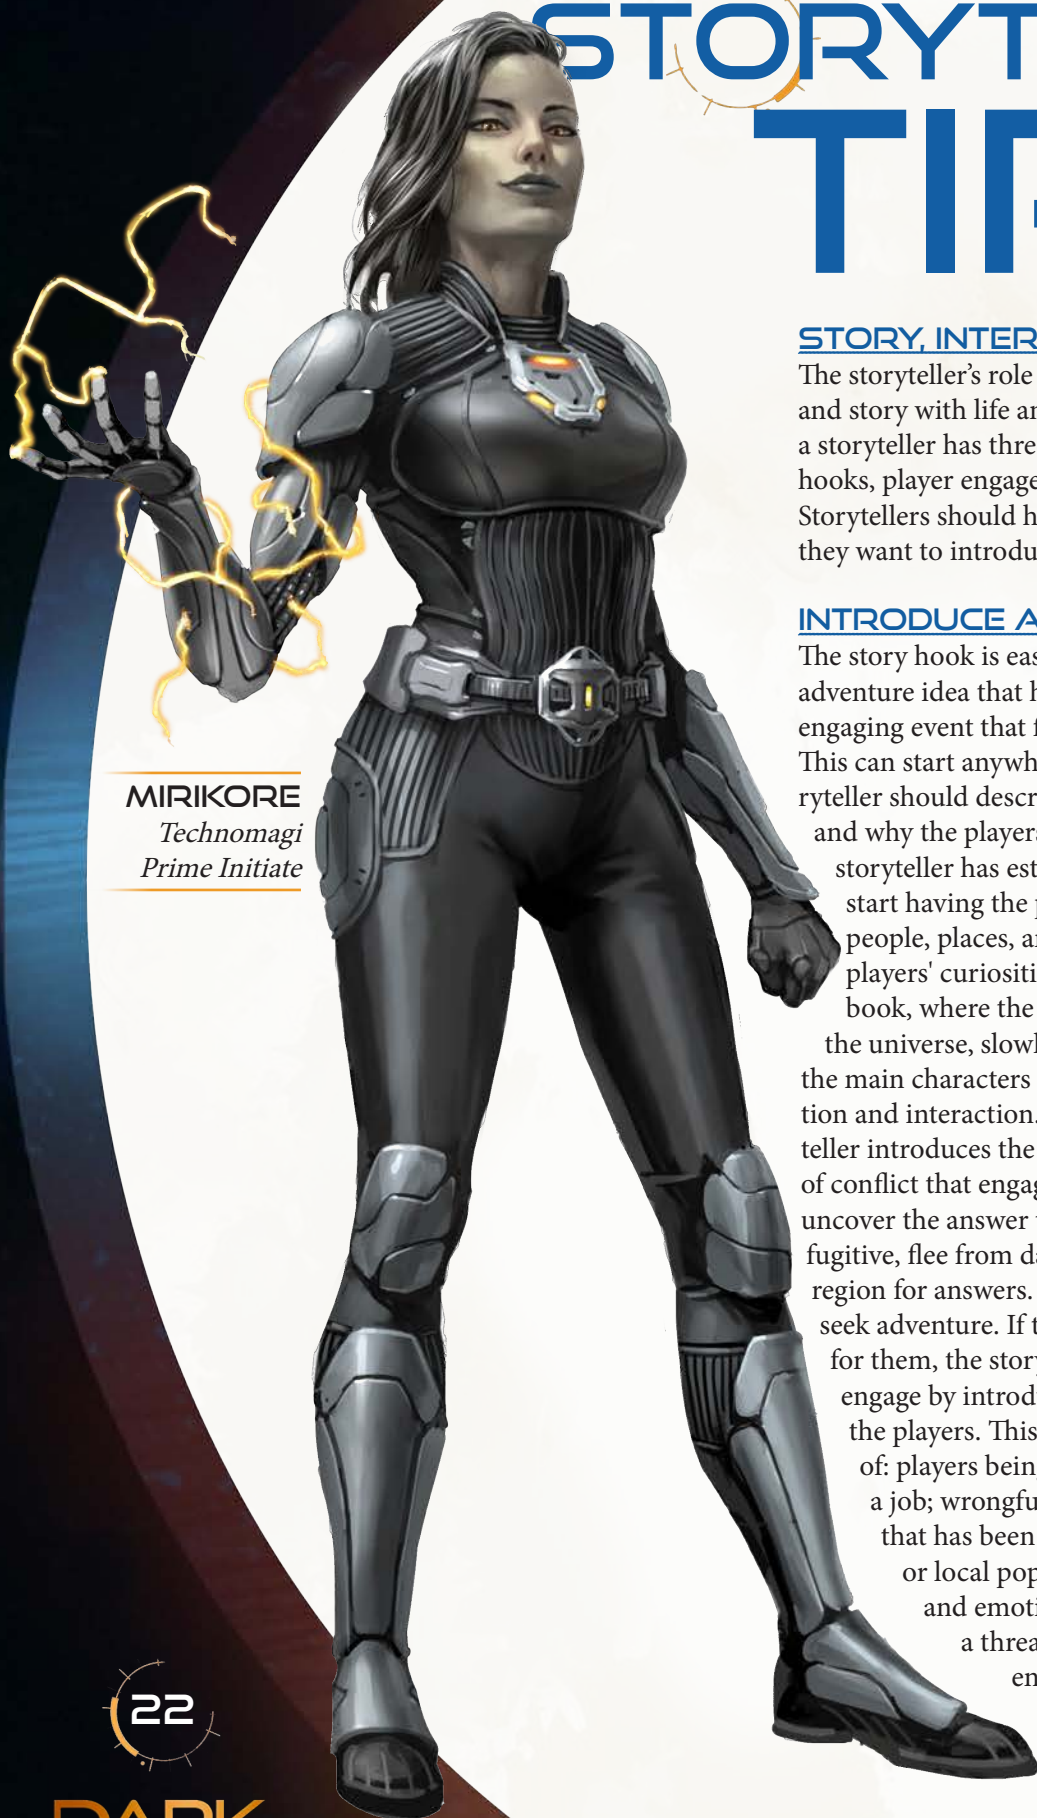 STORYT
TI
STORY, INTER
The storyteller’s role
and story with life an
a storyteller has thre
hooks, player engage
Storytellers should h
they want to introdu
INTRODUCE A
The story hook is eas
adventure idea that h
engaging event that f
This can start anywh
ryteller should descr
and why the players
storyteller has est
start having the p
people, places, a
players' curiositi
book, where the
the universe, slowl
the main characters
tion and interaction.
teller introduces the
of conflict that engag
uncover the answer
fugitive, flee from da
region for answers.
seek adventure. If t
for them, the story
engage by introdu
the players. This
of: players being
a job; wrongfu
that has been
or local pop
and emoti
a threa
en
MIRIKORE
Technomagi
Prime Initiate
22
DARK